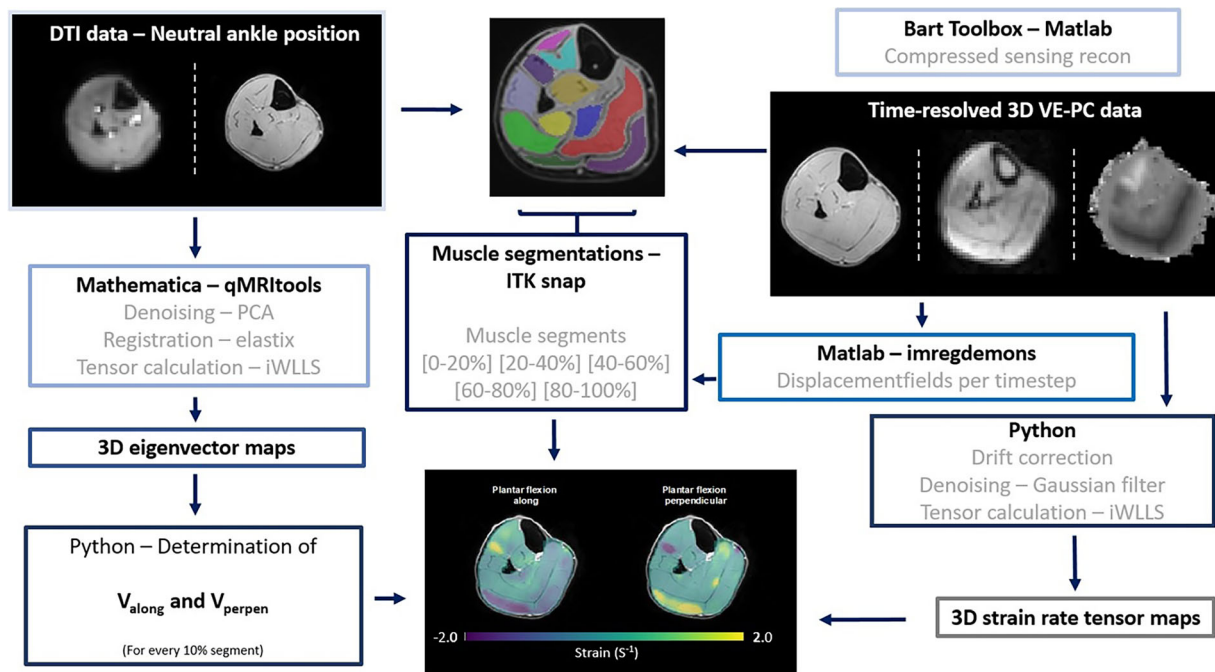 DTI data – Neutral ankle position
Bart Toolbox – Matlab
Compressed sensing recon
Time-resolved 3D VE-PC data
Mathematica – qMRItools
Denoising – PCA
Registration – elastix
Tensor calculation – iWLLS
Muscle segmentations –
ITK snap
Muscle segments
[0-20%] [20-40%] [40-60%]
[60-80%] [80-100%]
Matlab – imregdemons
Displacementfields per timestep
3D eigenvector maps
Python
Drift correction
Denoising – Gaussian filter
Tensor calculation – iWLLS
Python – Determination of
Valong and Vperpen
(For every 10% segment)
Plantar flexion
along
Plantar flexion
perpendicular
-2.0 2.0
Strain (S⁻¹)
3D strain rate tensor maps